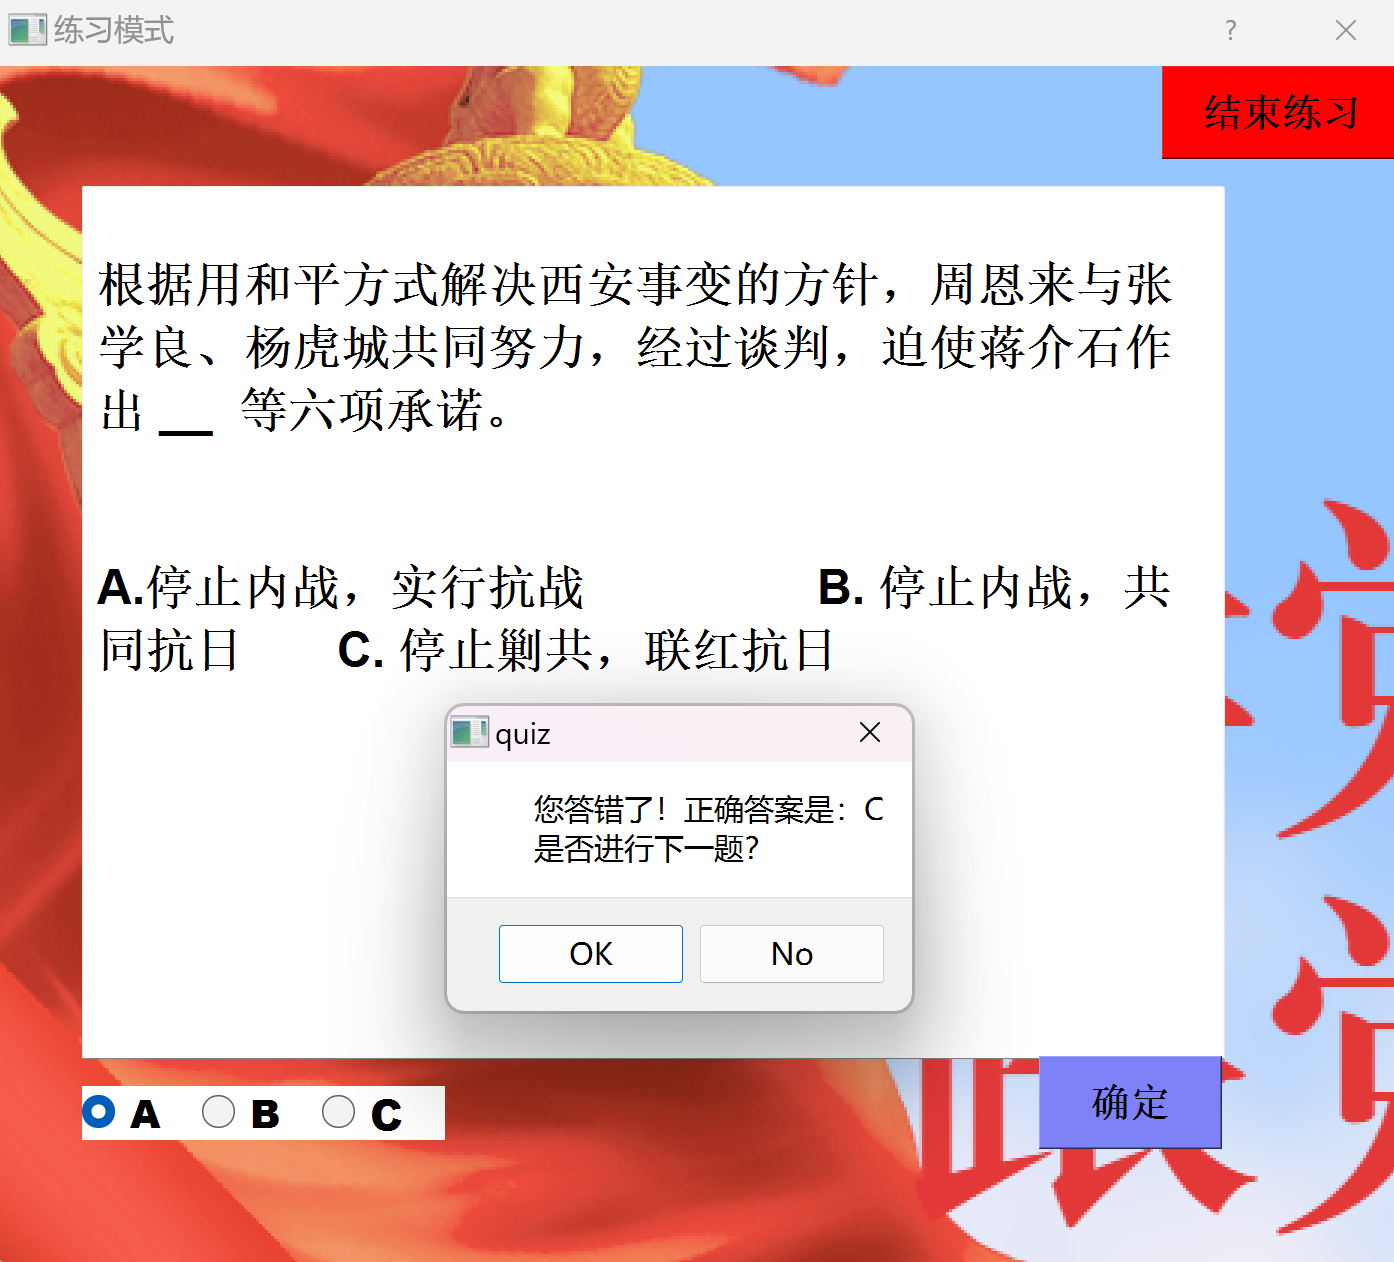 练习模式
?
结束练习
根据用和平方式解决西安事变的方针，周恩来与张
学良、杨虎城共同努力，经过谈判，迫使蒋介石作
出 __ 等六项承诺。
A.停止内战，实行抗战 B. 停止内战，共
同抗日 C. 停止剿共，联红抗日
quiz
您答错了！正确答案是：C
是否进行下一题？
OK No
A B C
确定
党
跟党